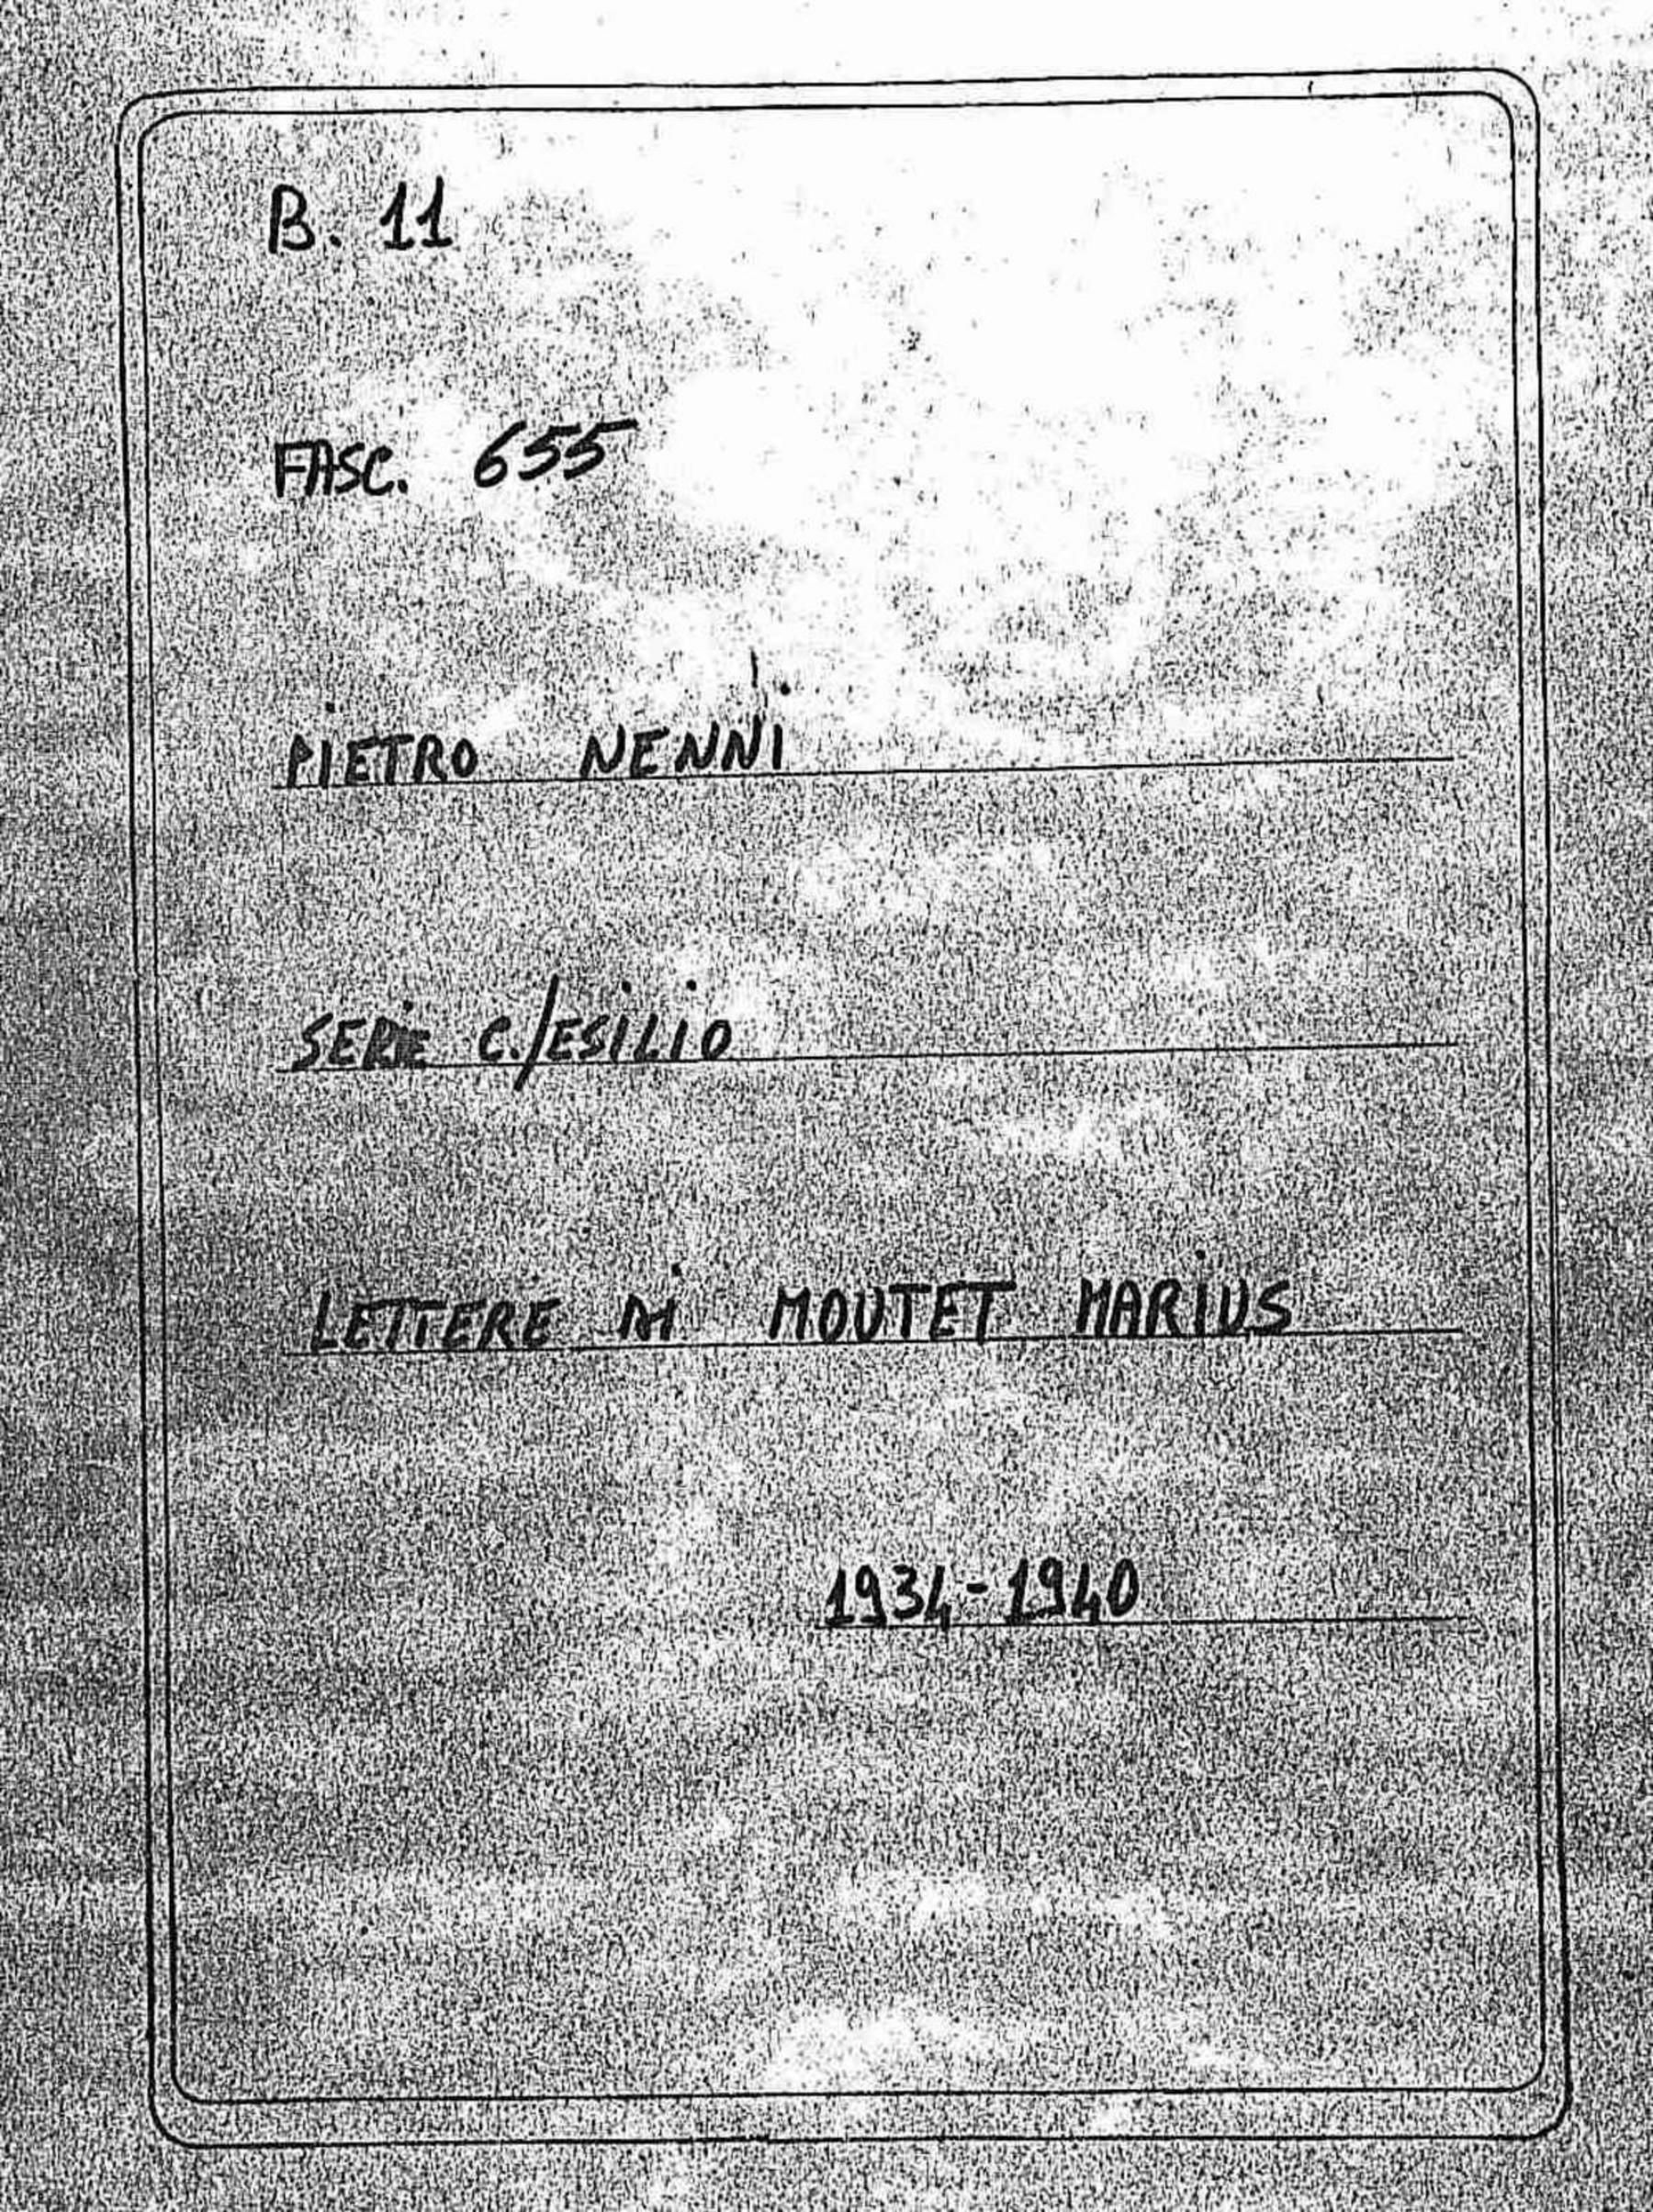 B. 11
FASC. 655
PIETRO NENNI
SERIE C./ESILIO
LETTERE DI MOUTET MARIUS
1934-1940